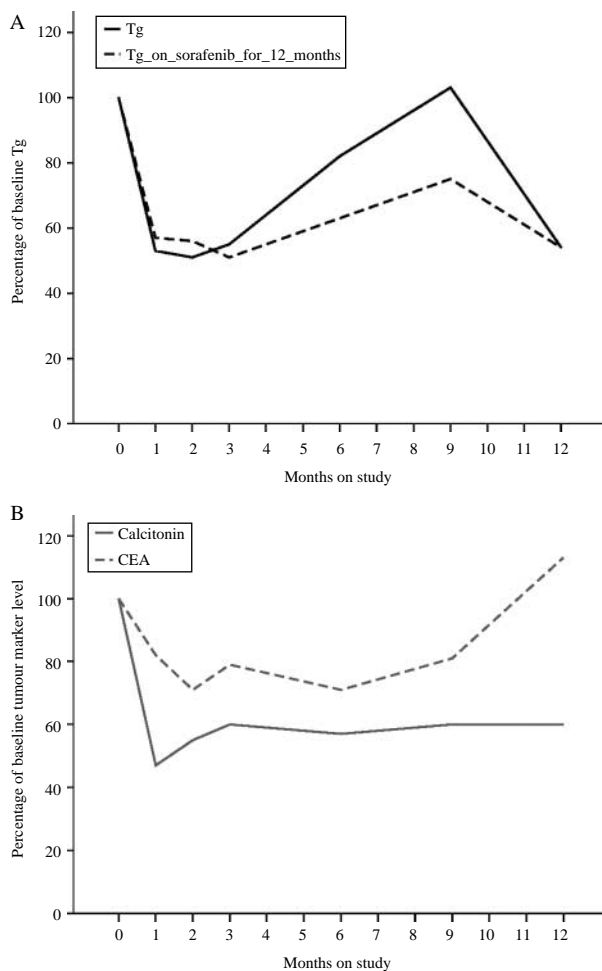 A
Tg
Tg_on_sorafenib_for_12_months
Percentage of baseline Tg
120
100
80
60
40
20
0
0 1 2 3 4 5 6 7 8 9 10 11 12
Months on study
B
Calcitonin
CEA
Percentage of baseline tumour marker level
120
100
80
60
40
20
0
0 1 2 3 4 5 6 7 8 9 10 11 12
Months on study